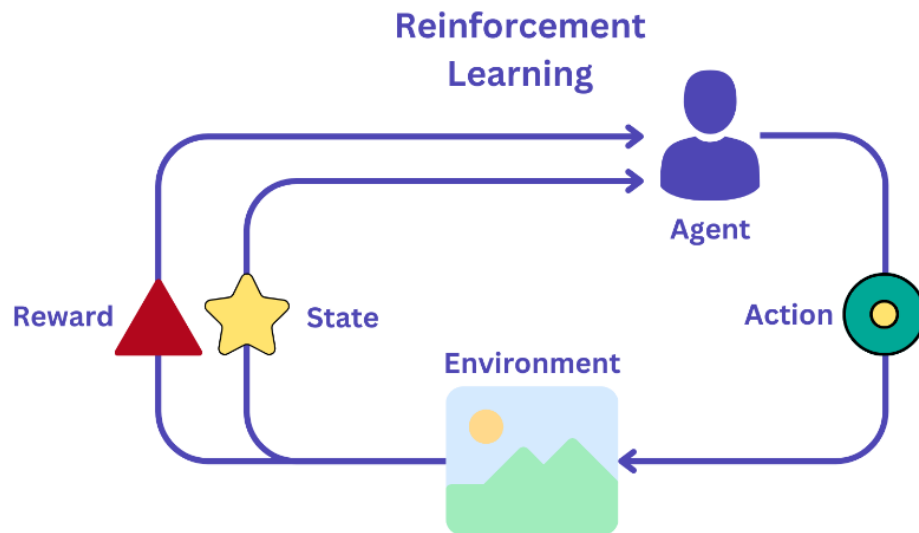 Reinforcement
Learning
Agent
Reward
State
Action
Environment